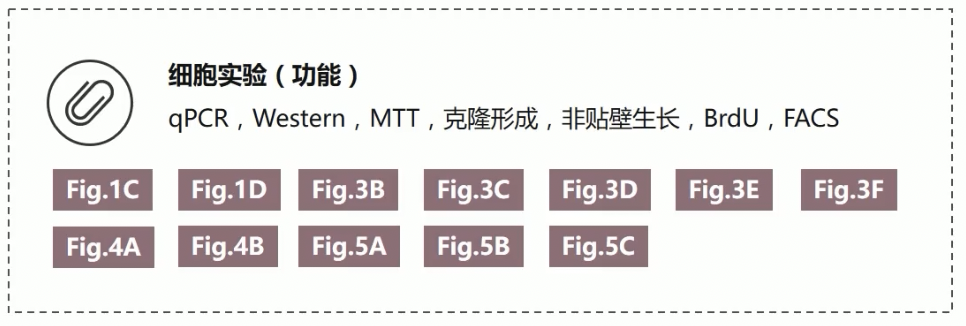 细胞实验（功能）
qPCR，Western，MTT，克隆形成，非贴壁生长，BrdU，FACS
Fig.1C Fig.1D Fig.3B Fig.3C Fig.3D Fig.3E Fig.3F
Fig.4A Fig.4B Fig.5A Fig.5B Fig.5C